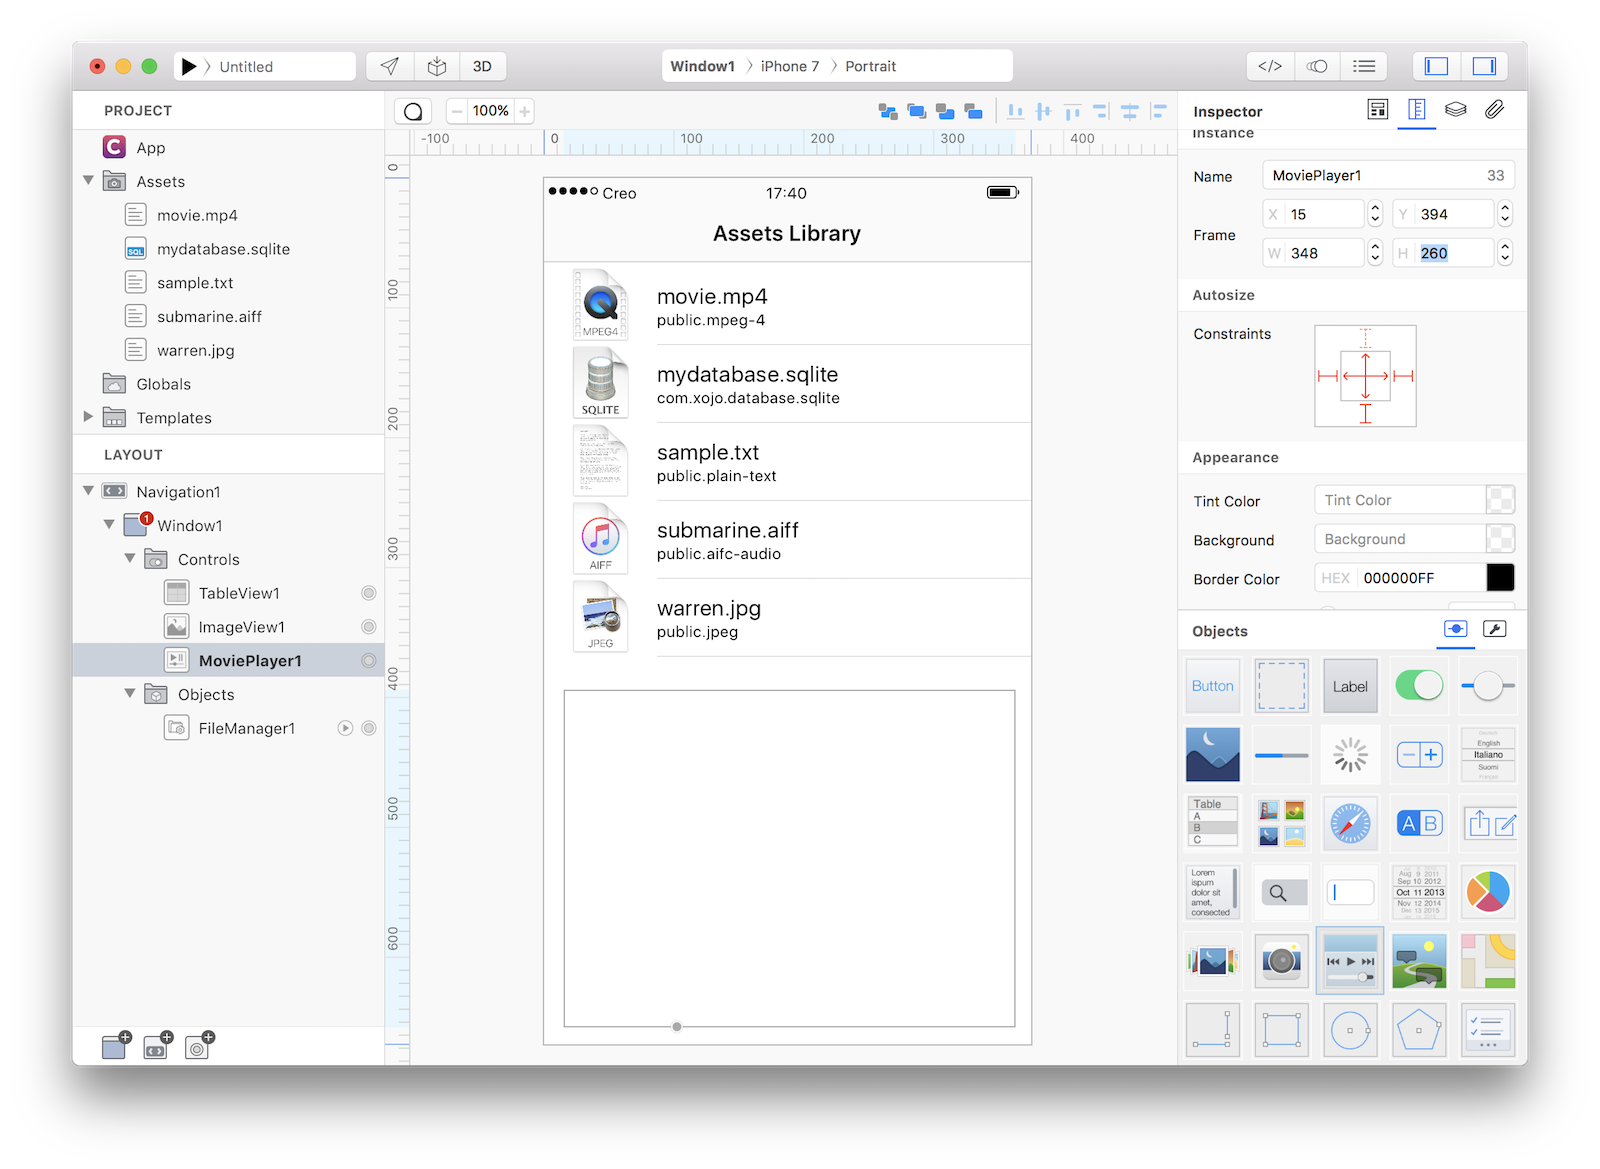 Untitled
3D
Window1
iPhone 7
Portrait
</>
PROJECT
App
Assets
movie.mp4
SQL
mydatabase.sqlite
sample.txt
submarine.aiff
warren.jpg
Globals
Templates
LAYOUT
Navigation1
1
Window1
Controls
TableView1
ImageView1
MoviePlayer1
Objects
FileManager1
100%
-100 0 100 200 300 400
0
100
200
300
400
500
600
Creo 17:40
Assets Library
MPEG4
movie.mp4
public.mpeg-4
SQLITE
mydatabase.sqlite
com.xojo.database.sqlite
sample.txt
public.plain-text
AIFF
submarine.aiff
public.aifc-audio
JPEG
warren.jpg
public.jpeg
Inspector
Instance
Name MoviePlayer1 33
Frame
X 15 Y 394
W 348 H 260
Autosize
Constraints
Appearance
Tint Color Tint Color
Background Background
Border Color HEX 000000FF
Objects
Button
Label
English
Italiano
Suomi
Table
A
B
C
A B
Lorem
ispum
dolor sit
amet,
consected
Aug 9 2011
Sep 10 2012
Oct 11 2013
Nov 12 2014
Dec 13 2015